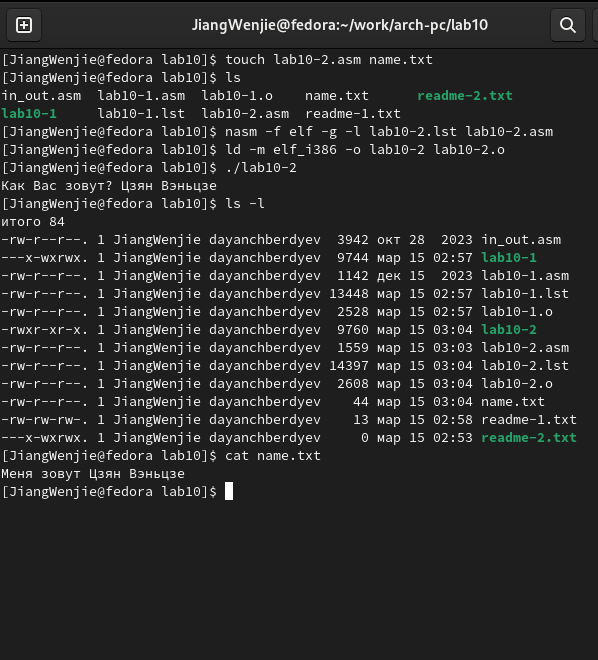 JiangWenjie@fedora:~/work/arch-pc/lab10
[JiangWenjie@fedora lab10]$ touch lab10-2.asm name.txt
[JiangWenjie@fedora lab10]$ ls
in_out.asm  lab10-1.asm  lab10-1.o    name.txt      readme-2.txt
lab10-1     lab10-1.lst  lab10-2.asm  readme-1.txt
[JiangWenjie@fedora lab10]$ nasm -f elf -g -l lab10-2.lst lab10-2.asm
[JiangWenjie@fedora lab10]$ ld -m elf_i386 -o lab10-2 lab10-2.o
[JiangWenjie@fedora lab10]$ ./lab10-2
Как Вас зовут? Цзян Вэньцзе
[JiangWenjie@fedora lab10]$ ls -l
итого 84
-rw-r--r--. 1 JiangWenjie dayanchberdyev  3942 окт 28  2023 in_out.asm
---x-wxrwx. 1 JiangWenjie dayanchberdyev  9744 мар 15 02:57 lab10-1
-rw-r--r--. 1 JiangWenjie dayanchberdyev  1142 дек 15  2023 lab10-1.asm
-rw-r--r--. 1 JiangWenjie dayanchberdyev 13448 мар 15 02:57 lab10-1.lst
-rw-r--r--. 1 JiangWenjie dayanchberdyev  2528 мар 15 02:57 lab10-1.o
-rwxr-xr-x. 1 JiangWenjie dayanchberdyev  9760 мар 15 03:04 lab10-2
-rw-r--r--. 1 JiangWenjie dayanchberdyev  1559 мар 15 03:03 lab10-2.asm
-rw-r--r--. 1 JiangWenjie dayanchberdyev 14397 мар 15 03:04 lab10-2.lst
-rw-r--r--. 1 JiangWenjie dayanchberdyev  2608 мар 15 03:04 lab10-2.o
-rw-r--r--. 1 JiangWenjie dayanchberdyev    44 мар 15 03:04 name.txt
-rw-rw-rw-. 1 JiangWenjie dayanchberdyev    13 мар 15 02:58 readme-1.txt
---x-wxrwx. 1 JiangWenjie dayanchberdyev     0 мар 15 02:53 readme-2.txt
[JiangWenjie@fedora lab10]$ cat name.txt
Меня зовут Цзян Вэньцзе
[JiangWenjie@fedora lab10]$